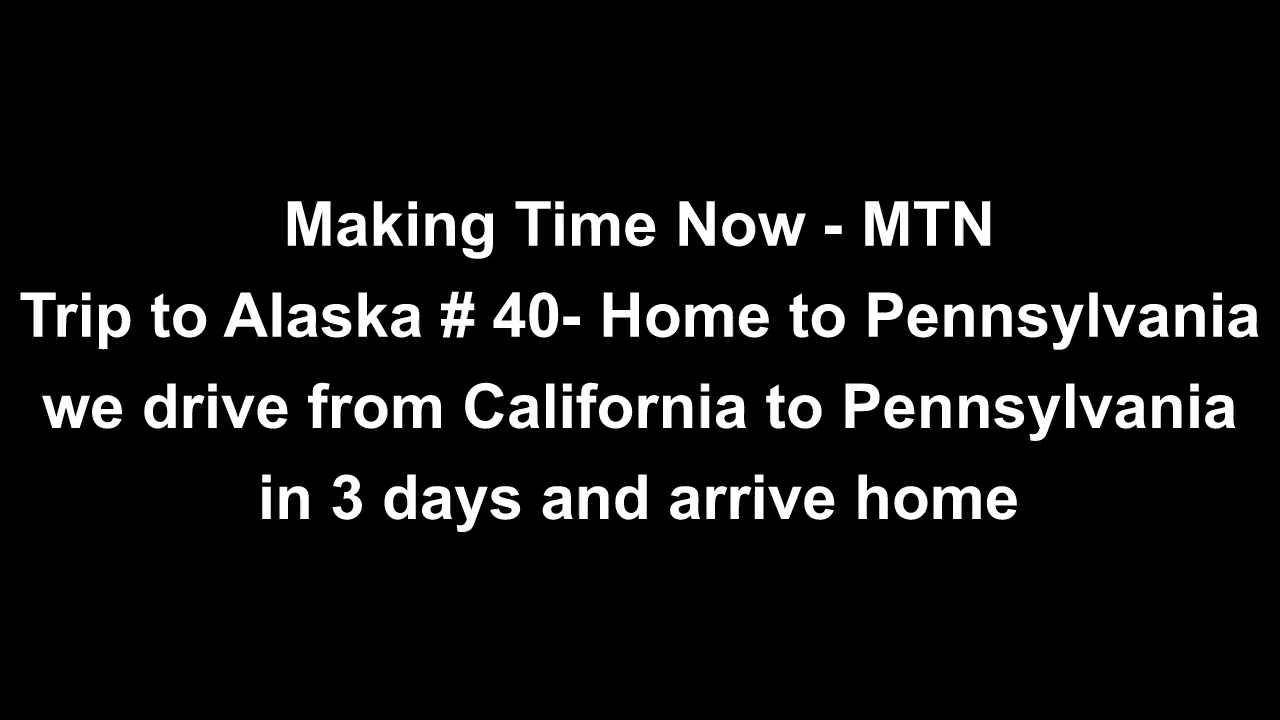 Making Time Now - MTN
Trip to Alaska # 40- Home to Pennsylvania
we drive from California to Pennsylvania
in 3 days and arrive home